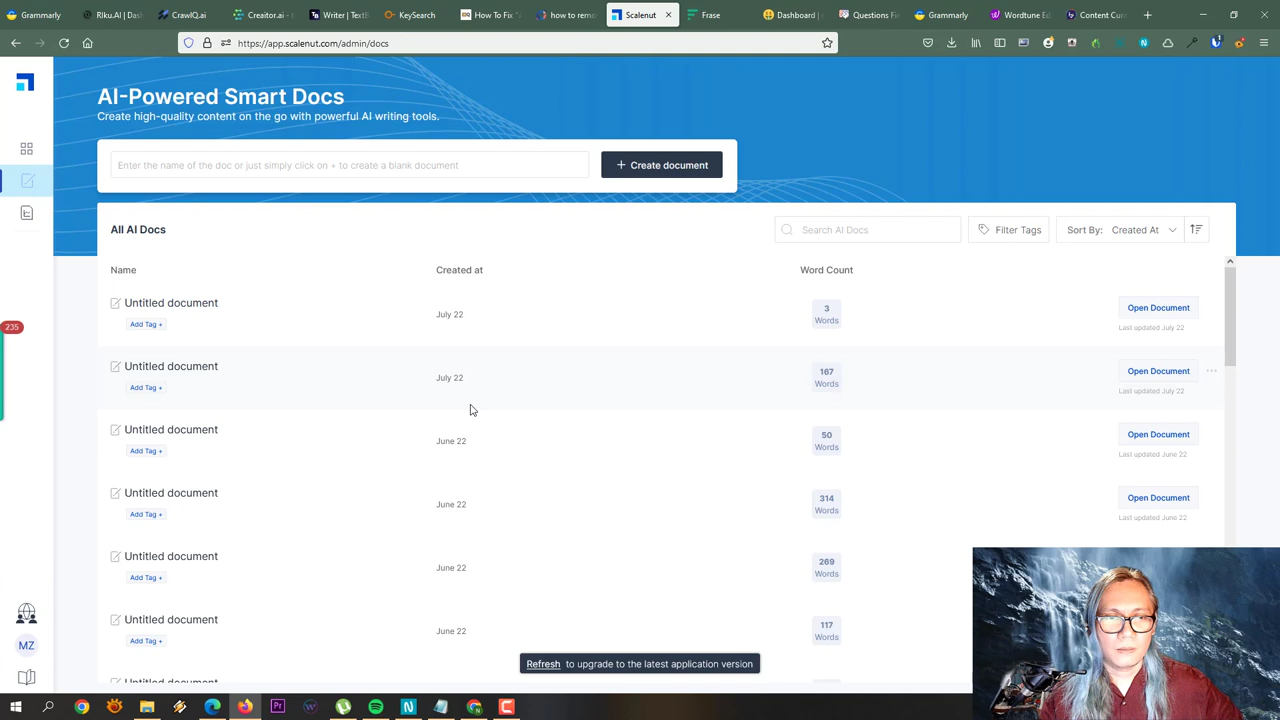 Grammarly
Riku.AI | Dash
CrawlQ.ai
Creator.ai -
Writer | TextB
KeySearch
How To Fix "A
how to remo
Scalenut
Frase
Dashboard |
Questions Fi
Grammarly
Wordtune Ed
Content Cura
https://app.scalenut.com/admin/docs
AI-Powered Smart Docs
Create high-quality content on the go with powerful AI writing tools.
Enter the name of the doc or just simply click on + to create a blank document
+ Create document
All AI Docs
Search AI Docs
Filter Tags
Sort By: Created At
Name
Created at
Word Count
Untitled document
Add Tag +
July 22
3
Words
Open Document
Last updated July 22
Untitled document
Add Tag +
July 22
167
Words
Open Document
Last updated July 22
Untitled document
Add Tag +
June 22
50
Words
Open Document
Last updated June 22
Untitled document
Add Tag +
June 22
314
Words
Open Document
Last updated June 22
Untitled document
Add Tag +
June 22
269
Words
Untitled document
Add Tag +
June 22
117
Words
Refresh to upgrade to the latest application version
235
MZ